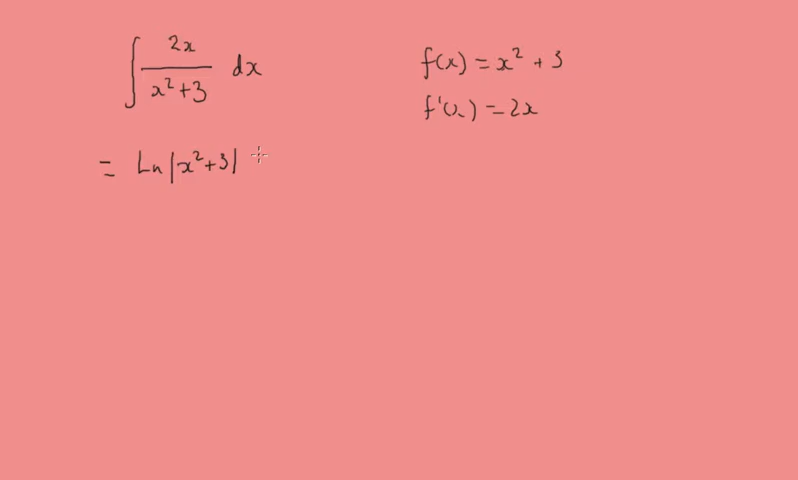 ∫ 2x / (x² + 3) dx
= Ln |x² + 3|
f(x) = x² + 3
f'(x) = 2x